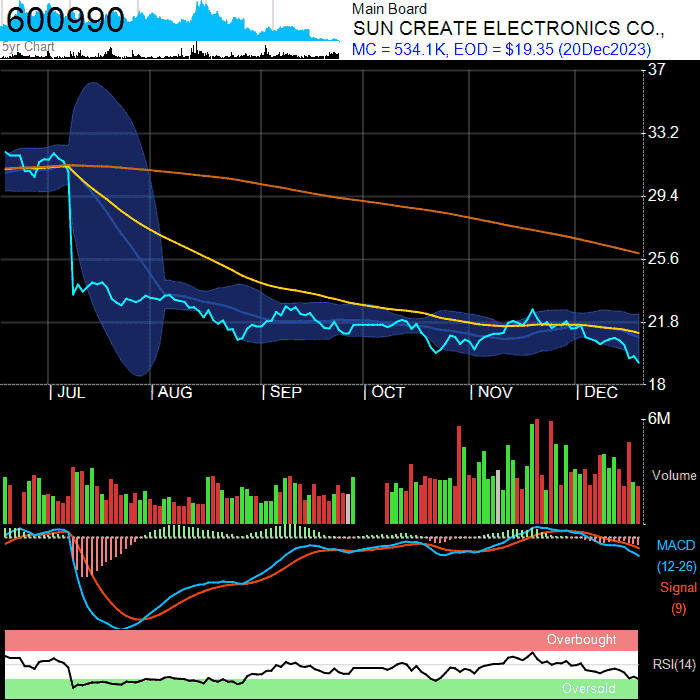 600990
5yr Chart
Main Board
SUN CREATE ELECTRONICS CO.,
MC = 534.1K, EOD = $19.35 (20Dec2023)
37
33.2
29.4
25.6
21.8
18
JUL
AUG
SEP
OCT
NOV
DEC
6M
Volume
MACD
(12-26)
Signal
(9)
Overbought
RSI(14)
Oversold